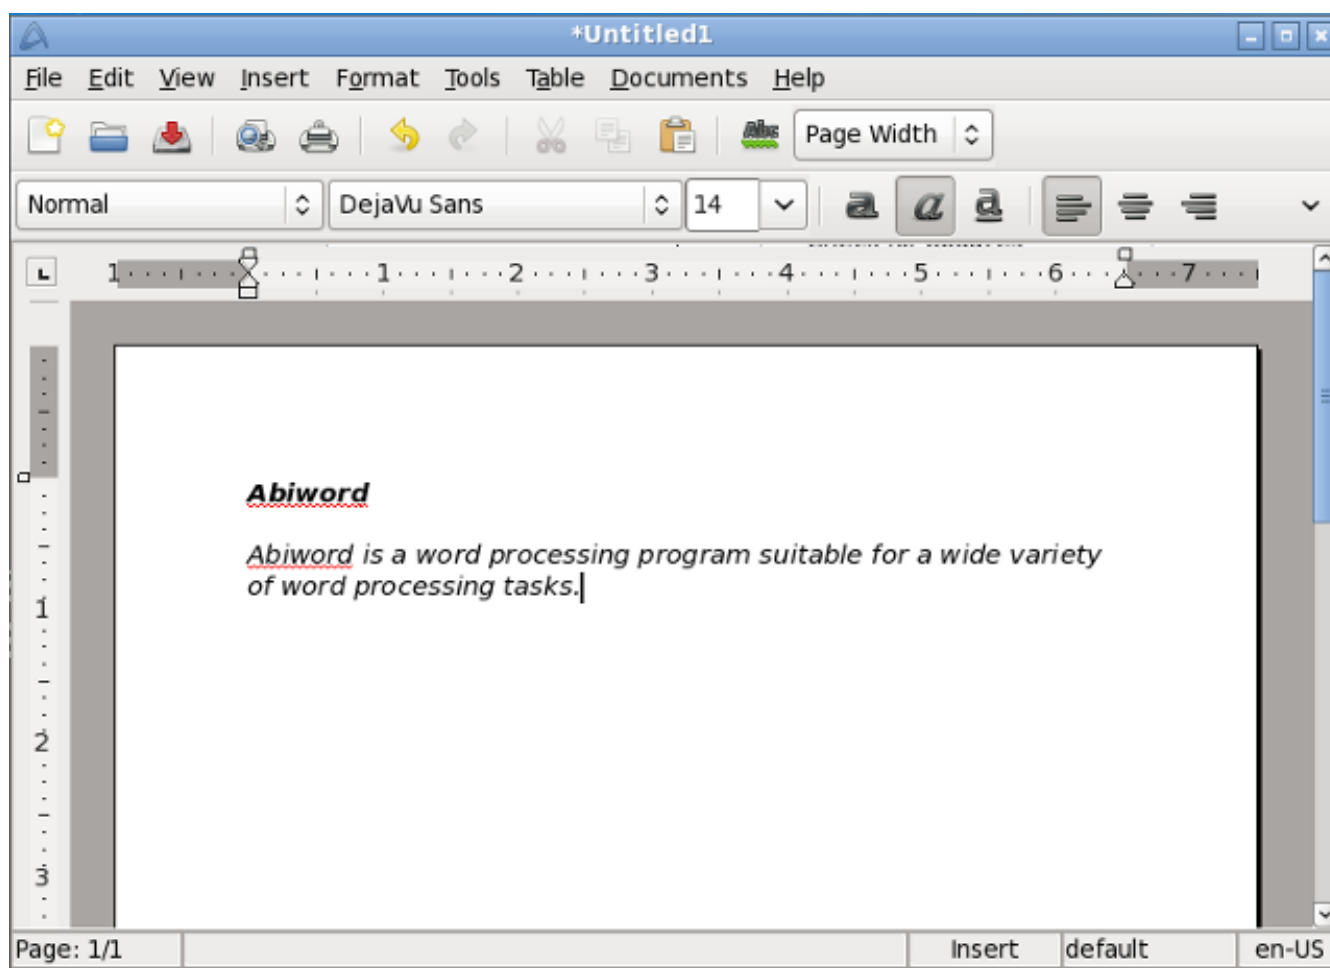 *Untitled1
File Edit View Insert Format Tools Table Documents Help
Abc Page Width
Normal DejaVu Sans 14 a a a
L 1 1 2 3 4 5 6 7
Abiword
Abiword is a word processing program suitable for a wide variety
of word processing tasks.
1
2
3
Page: 1/1 Insert default en-US